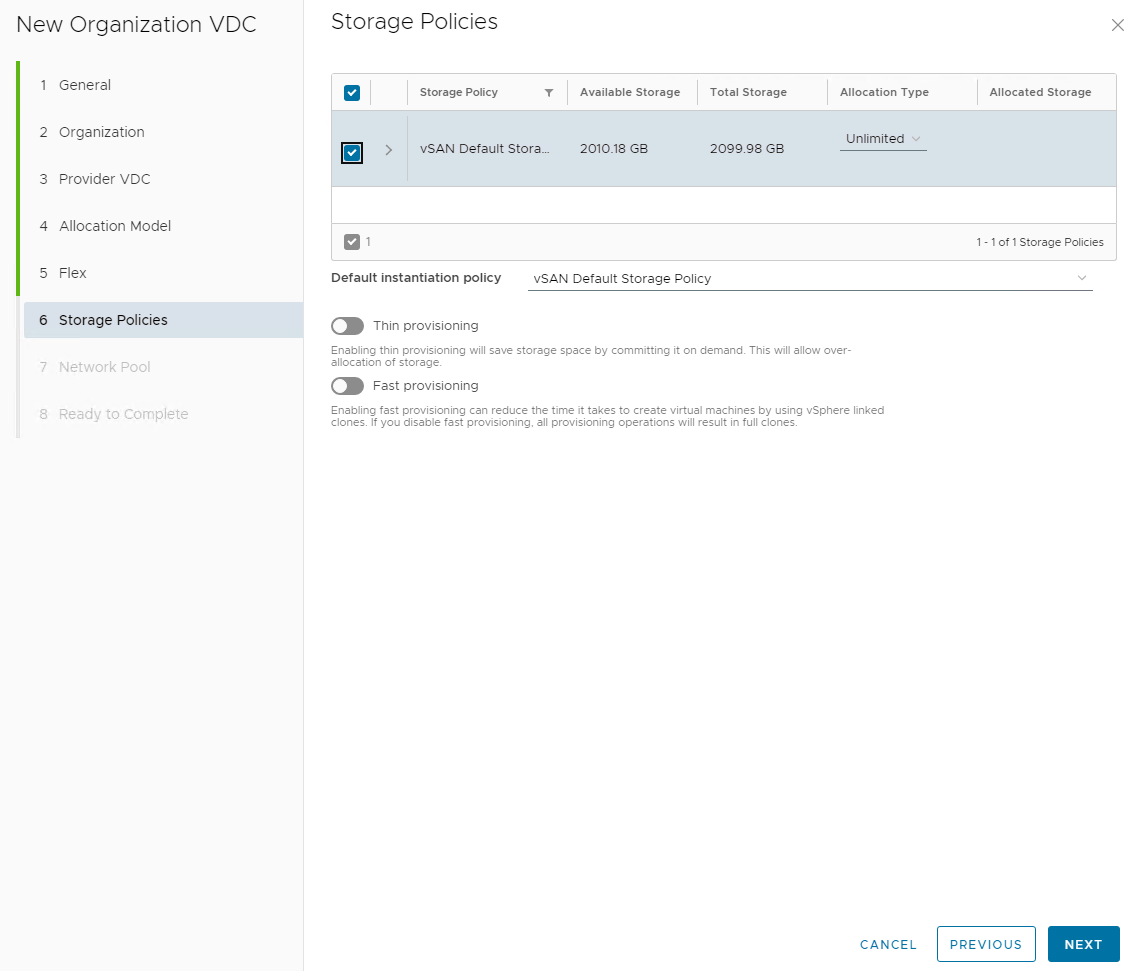 New Organization VDC
1 General
2 Organization
3 Provider VDC
4 Allocation Model
5 Flex
6 Storage Policies
7 Network Pool
8 Ready to Complete
Storage Policies
Storage Policy Available Storage Total Storage Allocation Type Allocated Storage
vSAN Default Stora... 2010.18 GB 2099.98 GB Unlimited
1 1 - 1 of 1 Storage Policies
Default instantiation policy vSAN Default Storage Policy
Thin provisioning
Enabling thin provisioning will save storage space by committing it on demand. This will allow over-
allocation of storage.
Fast provisioning
Enabling fast provisioning can reduce the time it takes to create virtual machines by using vSphere linked
clones. If you disable fast provisioning, all provisioning operations will result in full clones.
CANCEL PREVIOUS NEXT